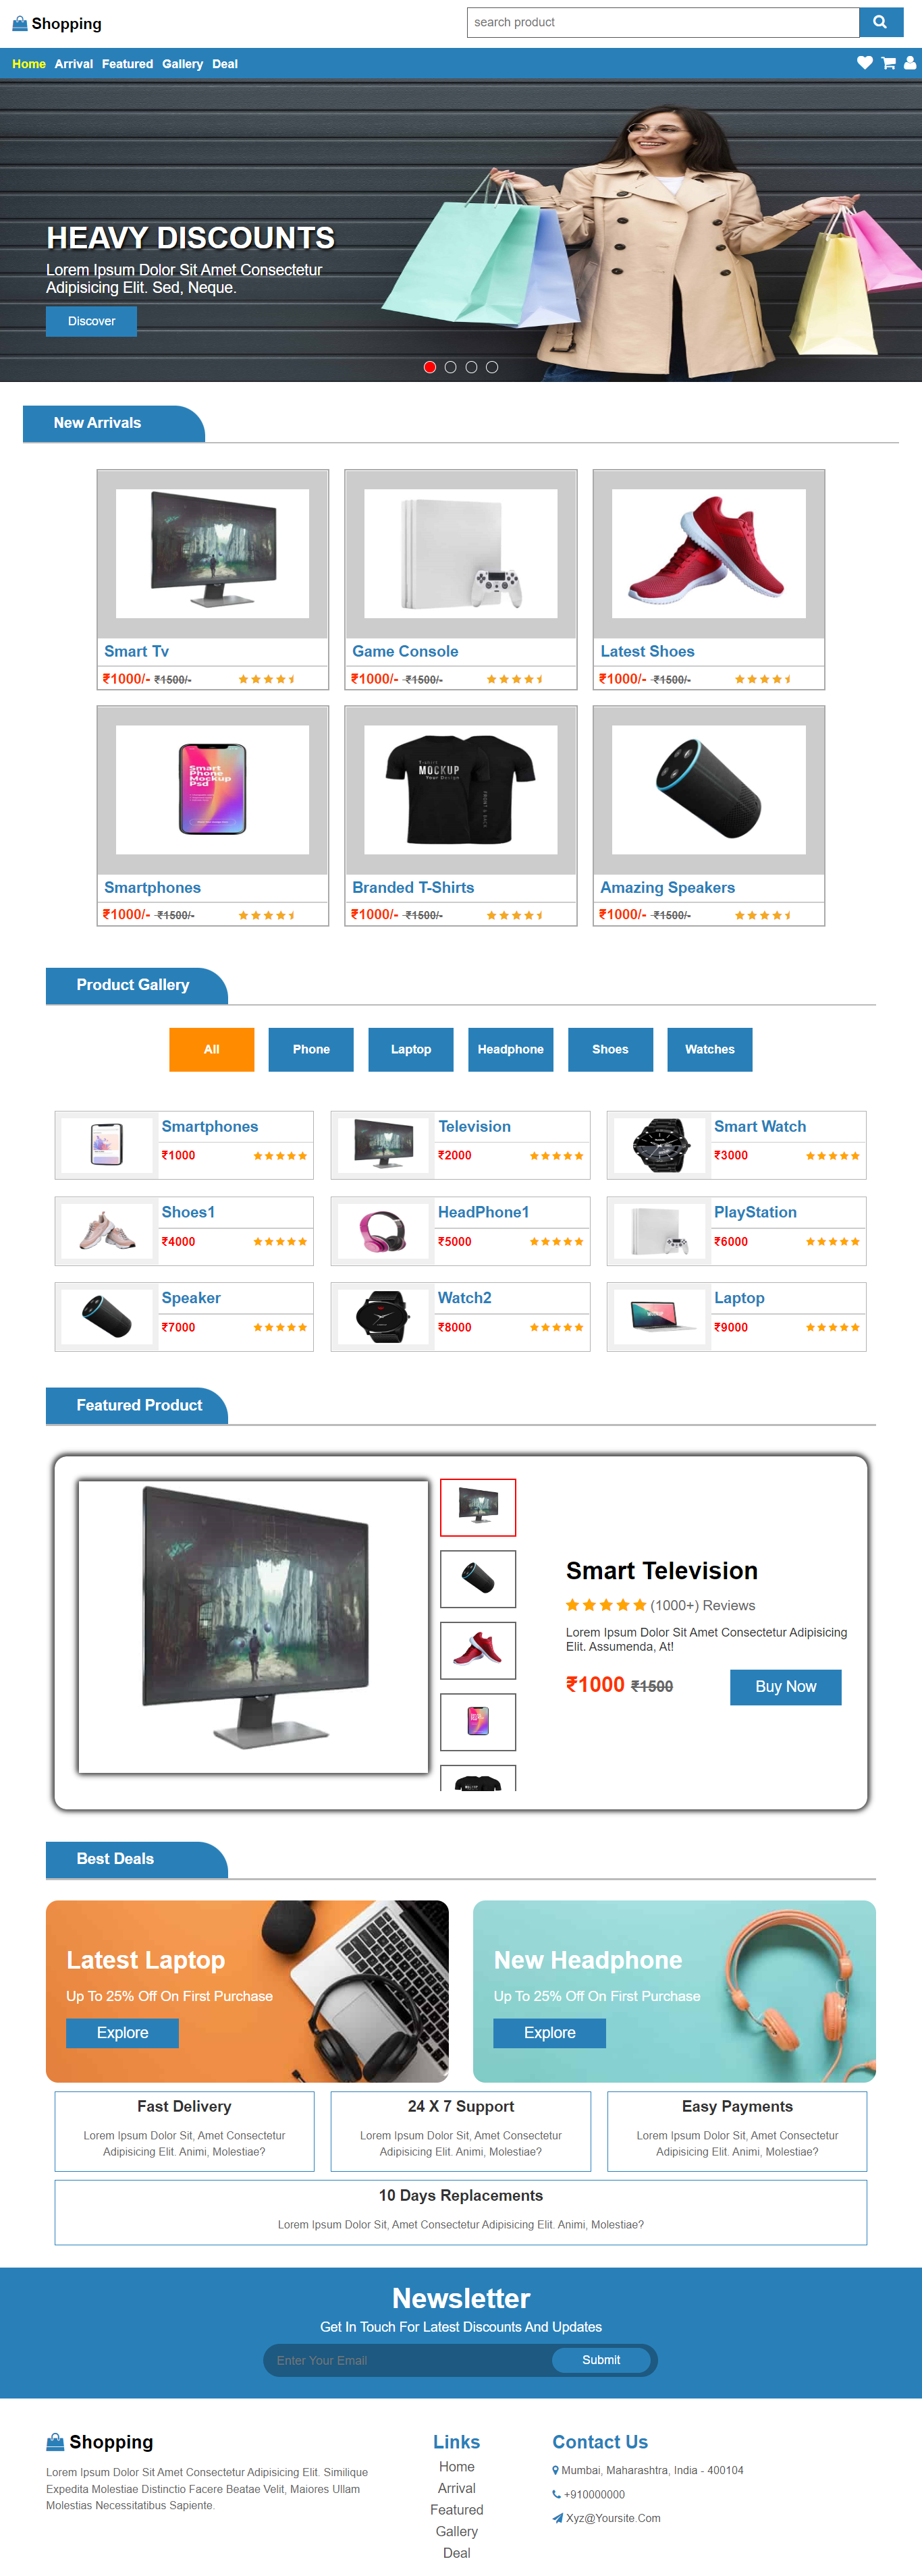 Shopping
search product
Home Arrival Featured Gallery Deal
HEAVY DISCOUNTS
Lorem Ipsum Dolor Sit Amet Consectetur
Adipisicing Elit. Sed, Neque.
Discover
New Arrivals
Smart Tv
₹1000/- ₹1500/-
Game Console
₹1000/- ₹1500/-
Latest Shoes
₹1000/- ₹1500/-
Smart
Phone
Mockup
Psd
Smartphones
₹1000/- ₹1500/-
T-shirt
MOCKUP
Your Design
FRONT & BACK
Branded T-Shirts
₹1000/- ₹1500/-
Amazing Speakers
₹1000/- ₹1500/-
Product Gallery
All Phone Laptop Headphone Shoes Watches
Smartphones
₹1000
Television
₹2000
Smart Watch
₹3000
Shoes1
₹4000
HeadPhone1
₹5000
PlayStation
₹6000
Speaker
₹7000
Watch2
₹8000
Laptop
₹9000
Featured Product
Smart Television
(1000+) Reviews
Lorem Ipsum Dolor Sit Amet Consectetur Adipisicing
Elit. Assumenda, At!
₹1000 ₹1500
Buy Now
Best Deals
Latest Laptop
Up To 25% Off On First Purchase
Explore
New Headphone
Up To 25% Off On First Purchase
Explore
Fast Delivery
Lorem Ipsum Dolor Sit, Amet Consectetur
Adipisicing Elit. Animi, Molestiae?
24 X 7 Support
Lorem Ipsum Dolor Sit, Amet Consectetur
Adipisicing Elit. Animi, Molestiae?
Easy Payments
Lorem Ipsum Dolor Sit, Amet Consectetur
Adipisicing Elit. Animi, Molestiae?
10 Days Replacements
Lorem Ipsum Dolor Sit, Amet Consectetur Adipisicing Elit. Animi, Molestiae?
Newsletter
Get In Touch For Latest Discounts And Updates
Enter Your Email
Submit
Shopping
Lorem Ipsum Dolor Sit Amet Consectetur Adipisicing Elit. Similique
Expedita Molestiae Distinctio Facere Beatae Velit, Maiores Ullam
Molestias Necessitatibus Sapiente.
Links
Home
Arrival
Featured
Gallery
Deal
Contact Us
Mumbai, Maharashtra, India - 400104
+910000000
Xyz@Yoursite.Com